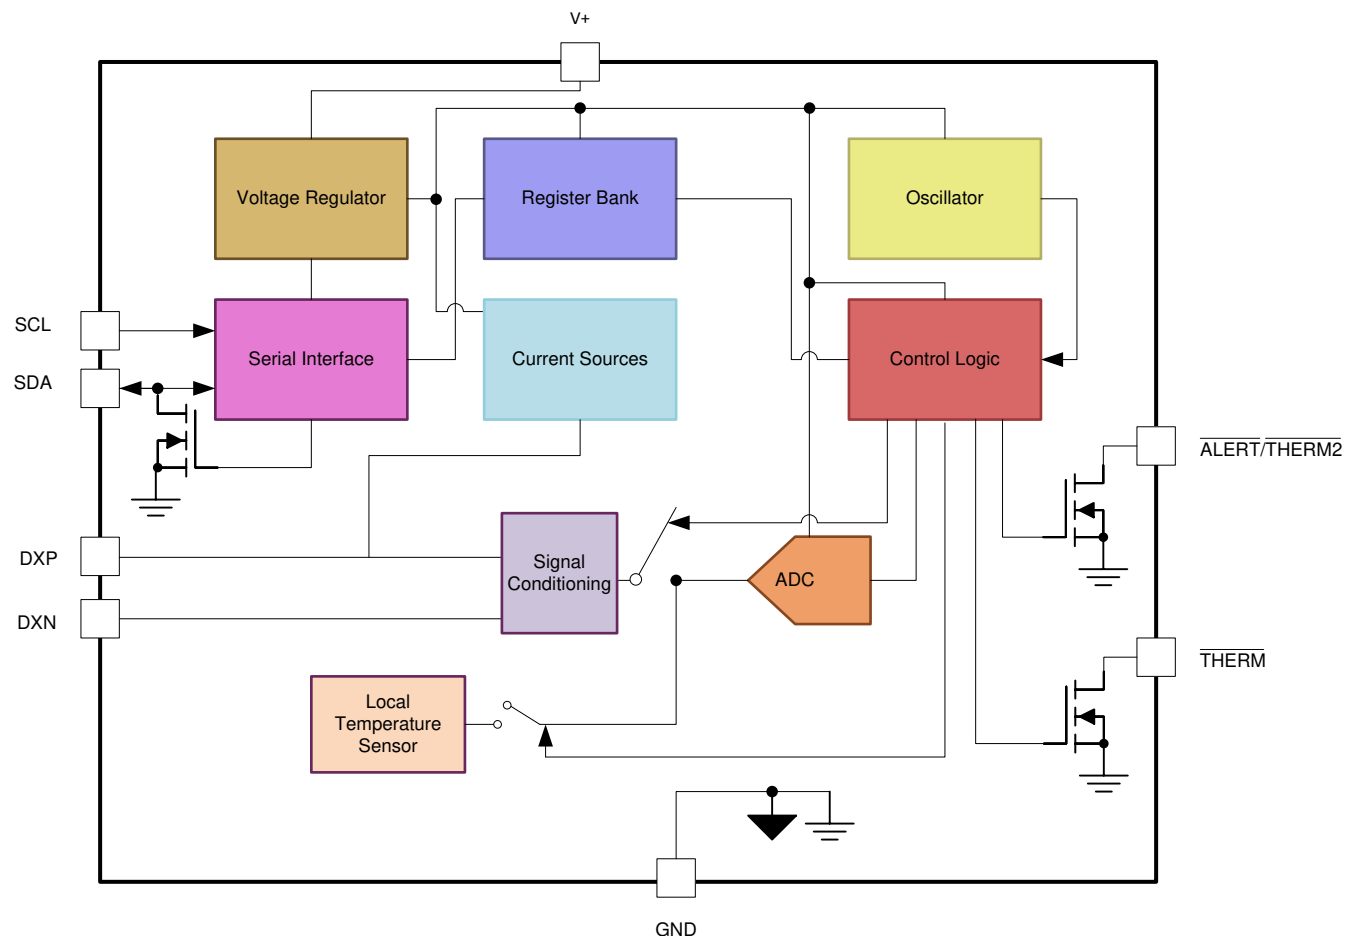 V+
Voltage Regulator
Register Bank
Oscillator
SCL
Serial Interface
Current Sources
Control Logic
SDA
ALERT/THERM2
DXP
Signal
Conditioning
ADC
DXN
THERM
Local
Temperature
Sensor
GND